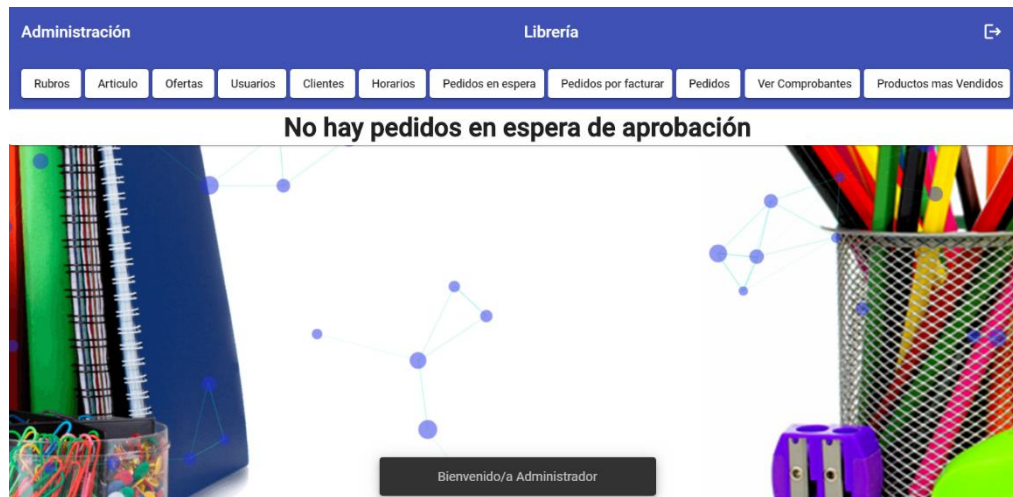 Administración
Librería
Rubros
Articulo
Ofertas
Usuarios
Clientes
Horarios
Pedidos en espera
Pedidos por facturar
Pedidos
Ver Comprobantes
Productos mas Vendidos
No hay pedidos en espera de aprobación
Bienvenido/a Administrador